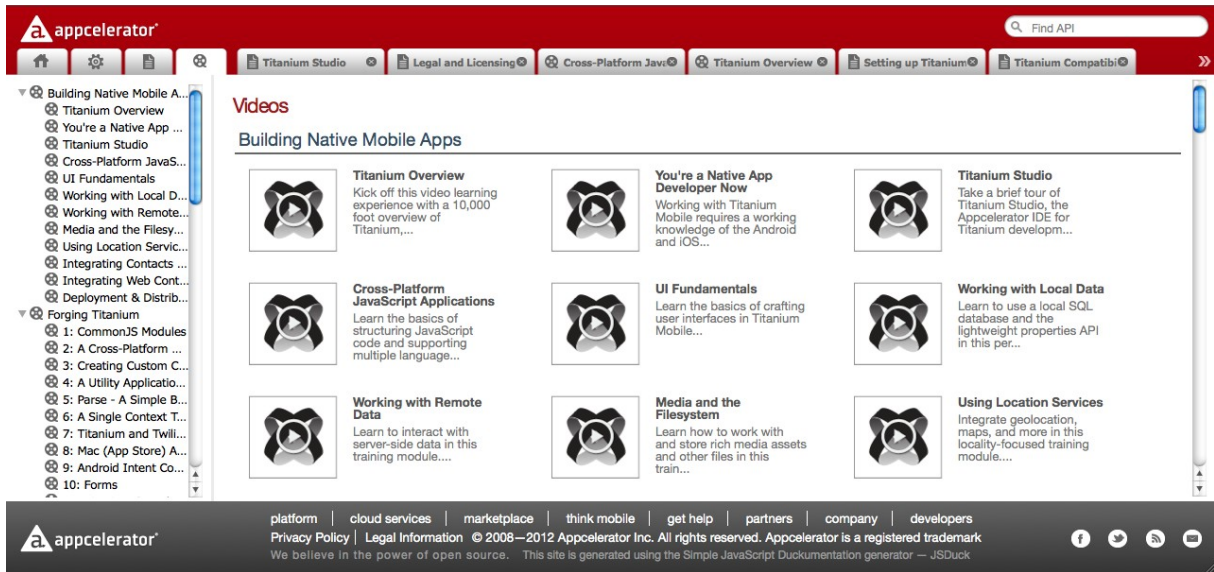 appcelerator
Find API
Titanium Studio
Legal and Licensing
Cross-Platform Java
Titanium Overview
Setting up Titanium
Titanium Compatibi
»
Building Native Mobile A...
Titanium Overview
You're a Native App ...
Titanium Studio
Cross-Platform JavaS...
UI Fundamentals
Working with Local D...
Working with Remote...
Media and the Filesy...
Using Location Servic...
Integrating Contacts ...
Integrating Web Cont...
Deployment & Distrib...
Forging Titanium
1: CommonJS Modules
2: A Cross-Platform ...
3: Creating Custom C...
4: A Utility Applicatio...
5: Parse - A Simple B...
6: A Single Context T...
7: Titanium and Twili...
8: Mac (App Store) A...
9: Android Intent Co...
10: Forms
Videos
Building Native Mobile Apps
Titanium Overview
Kick off this video learning
experience with a 10,000
foot overview of
Titanium,...
You're a Native App
Developer Now
Working with Titanium
Mobile requires a working
knowledge of the Android
and iOS...
Titanium Studio
Take a brief tour of
Titanium Studio, the
Appcelerator IDE for
Titanium developm...
Cross-Platform
JavaScript Applications
Learn the basics of
structuring JavaScript
code and supporting
multiple language...
UI Fundamentals
Learn the basics of crafting
user interfaces in Titanium
Mobile...
Working with Local Data
Learn to use a local SQL
database and the
lightweight properties API
in this per...
Working with Remote
Data
Learn to interact with
server-side data in this
training module....
Media and the
Filesystem
Learn how to work with
and store rich media assets
and other files in this
train...
Using Location Services
Integrate geolocation,
maps, and more in this
locality-focused training
module....
appcelerator
platform | cloud services | marketplace | think mobile | get help | partners | company | developers
Privacy Policy | Legal Information © 2008—2012 Appcelerator Inc. All rights reserved. Appcelerator is a registered trademark
We believe in the power of open source. This site is generated using the Simple JavaScript Duckumentation generator — JSDuck